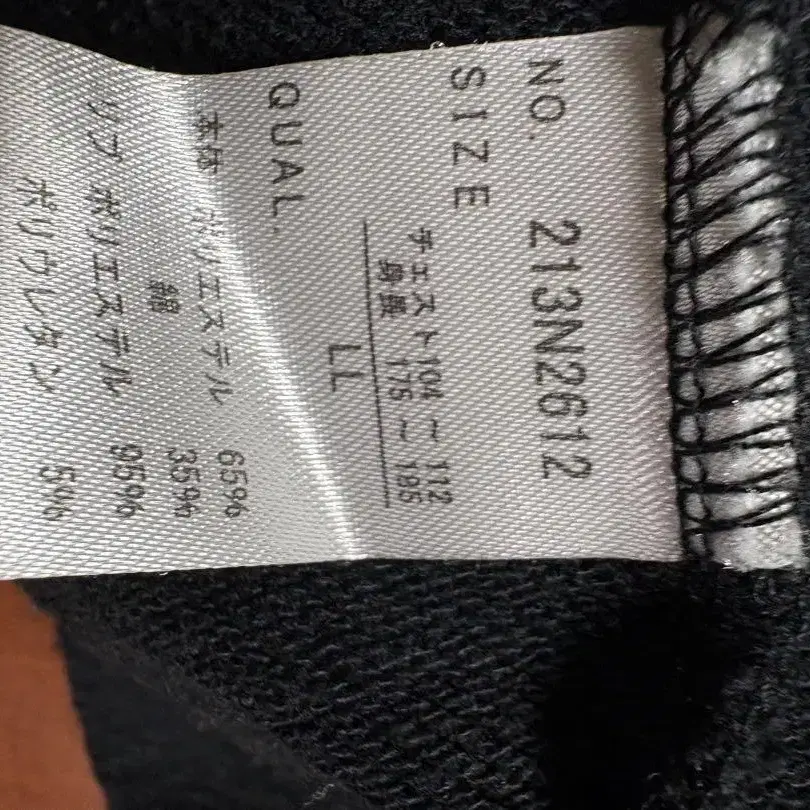 NO. 213N2612
SIZE
チェスト 104～112
身長 175～185
LL
QUAL.
本体 ポリエステル 65%
綿 35%
リブ ポリエステル 95%
ポリウレタン 5%